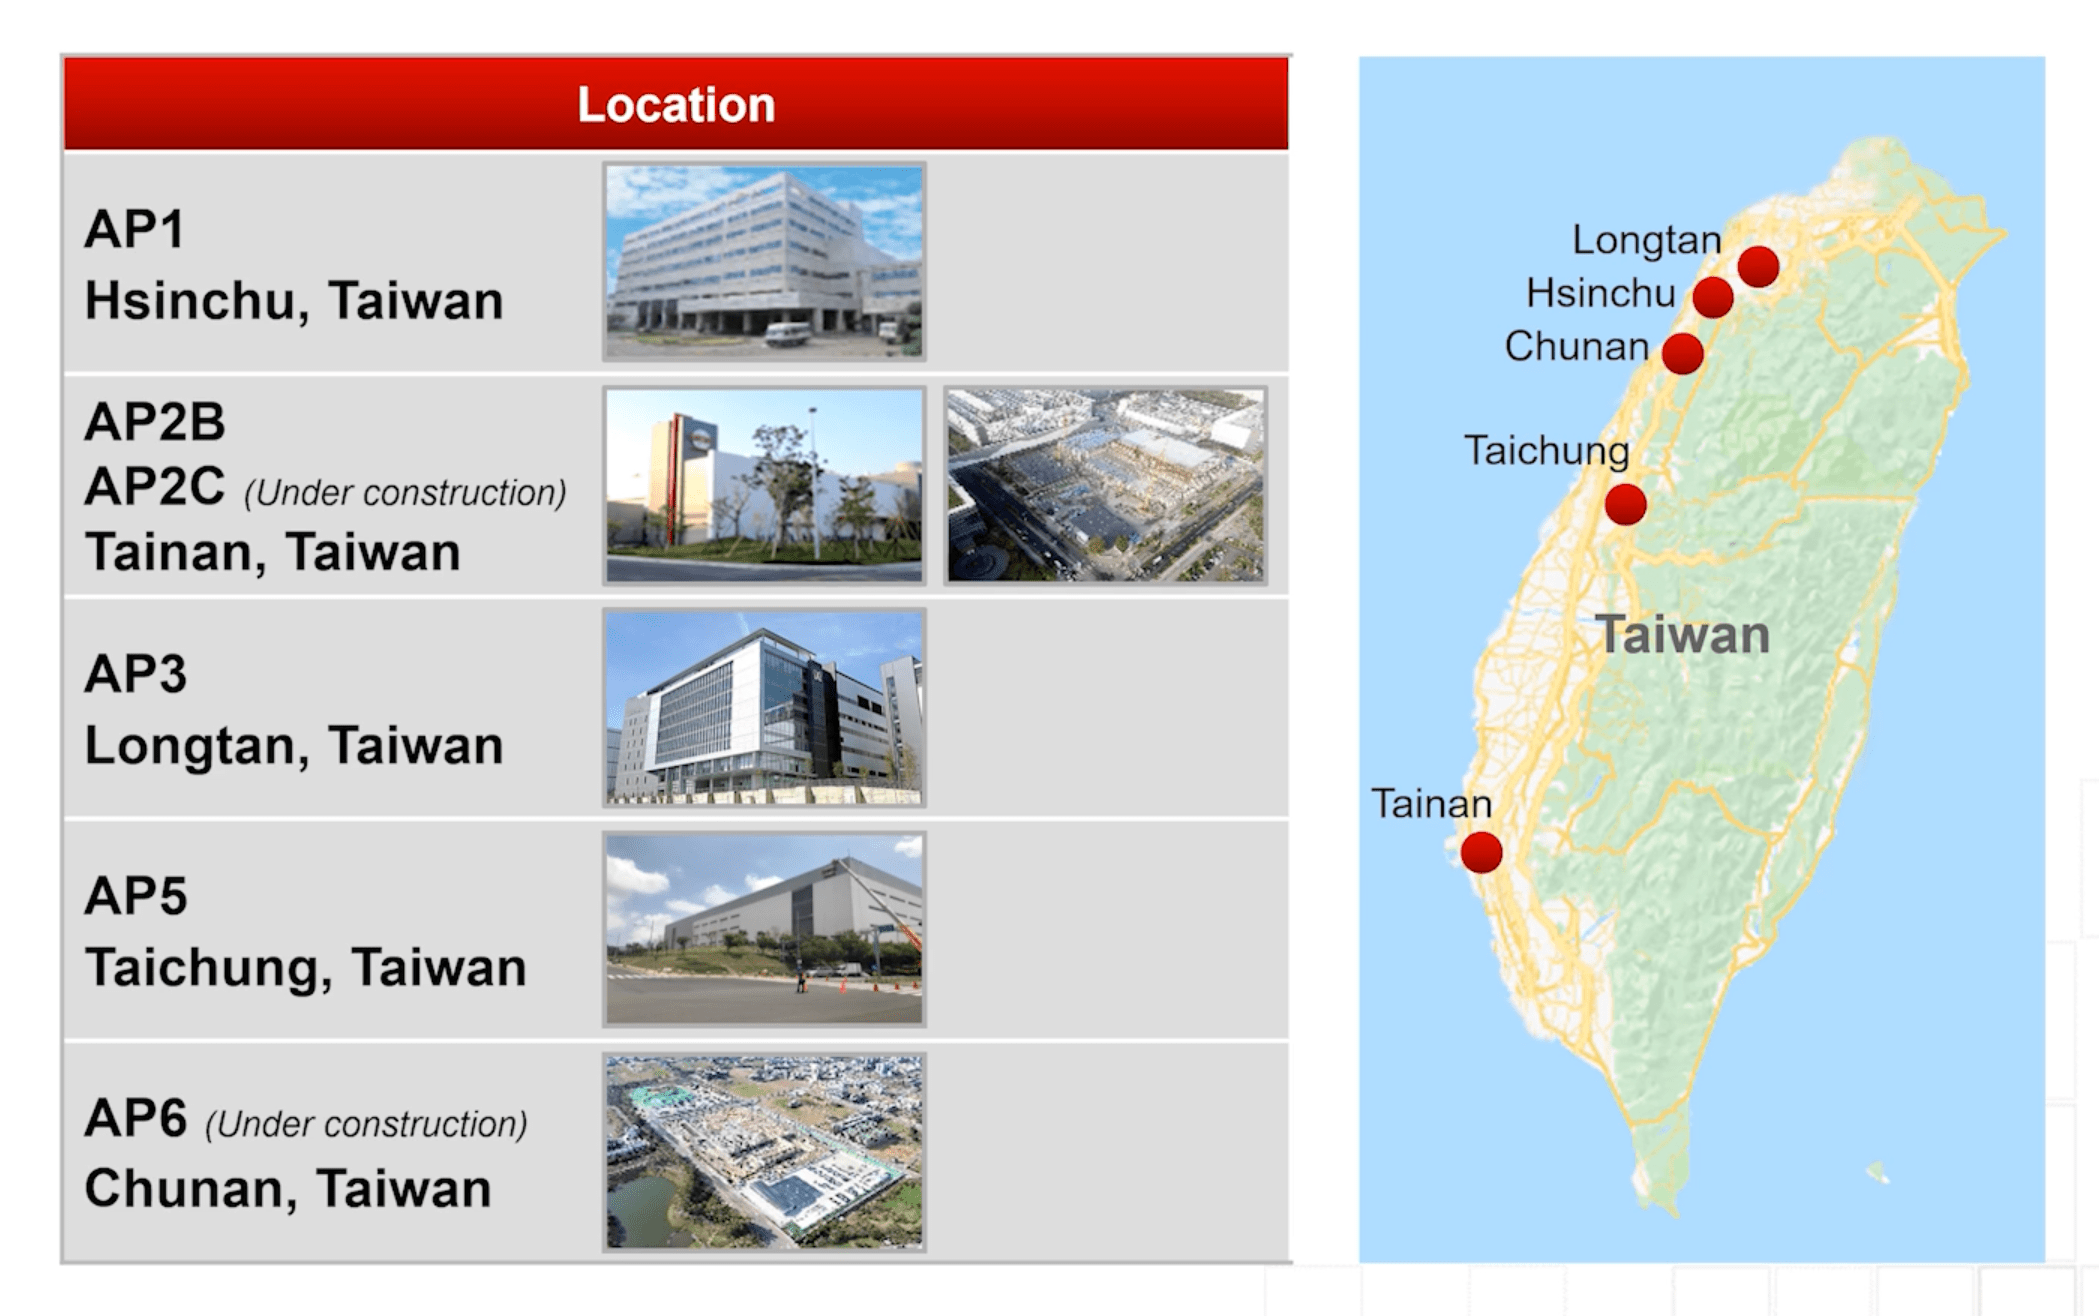 Location
AP1
Hsinchu, Taiwan
AP2B
AP2C (Under construction)
Tainan, Taiwan
AP3
Longtan, Taiwan
AP5
Taichung, Taiwan
AP6 (Under construction)
Chunan, Taiwan
Longtan
Hsinchu
Chunan
Taichung
Taiwan
Tainan